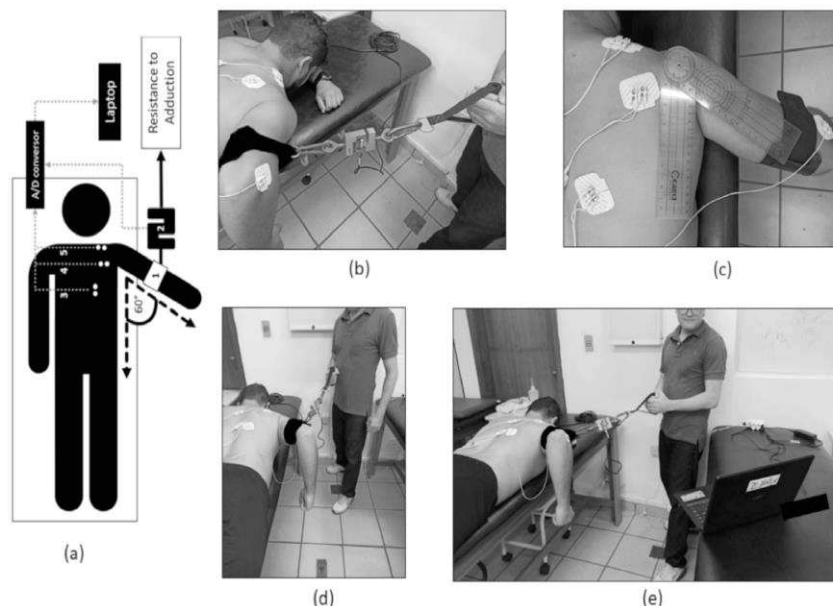 Laptop
A/D conversor
Resistance to
Adduction
5
4
3
2
1
60°
(a)
(b)
(c)
(d)
(e)